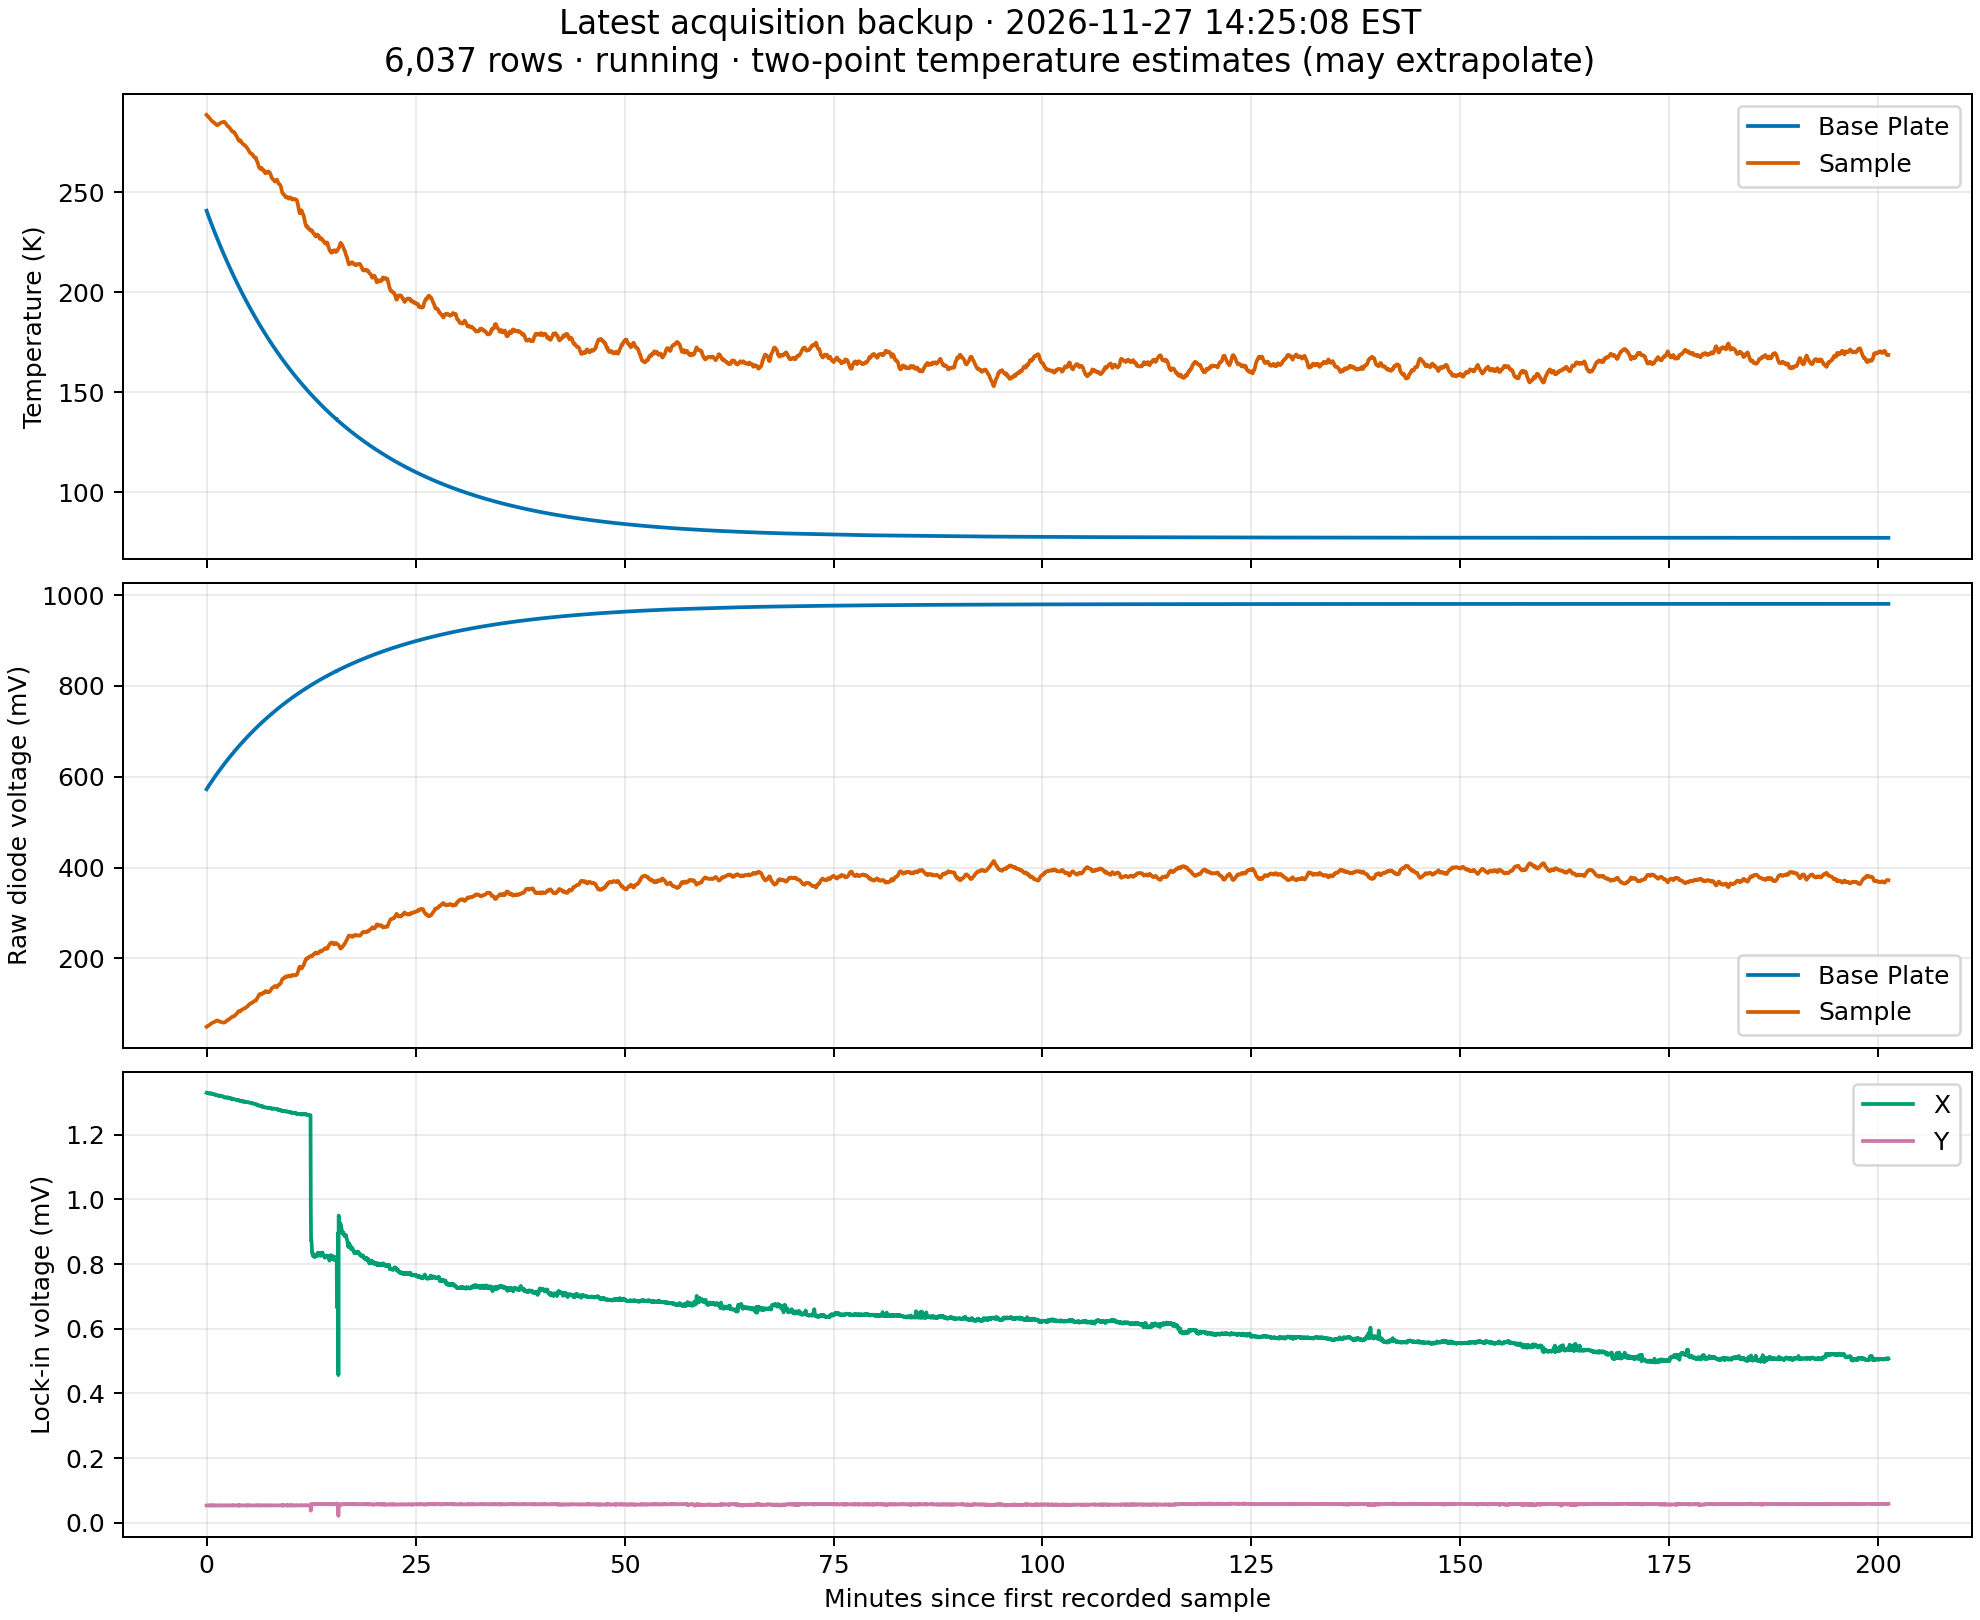 Latest acquisition backup · 2026-11-27 14:25:08 EST
6,037 rows · running · two-point temperature estimates (may extrapolate)
Temperature (K)
250
200
150
100
Base Plate
Sample
Raw diode voltage (mV)
1000
800
600
400
200
Base Plate
Sample
Lock-in voltage (mV)
1.2
1.0
0.8
0.6
0.4
0.2
0.0
X
Y
0 25 50 75 100 125 150 175 200
Minutes since first recorded sample